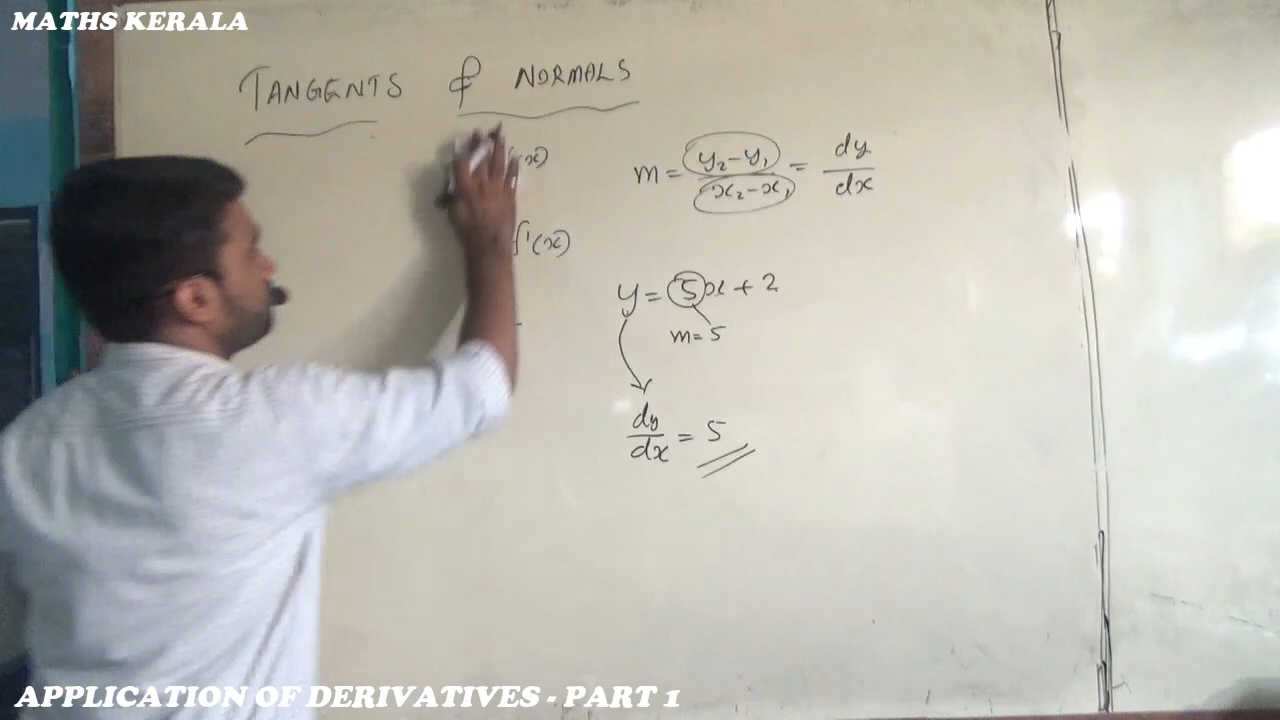 MATHS KERALA
TANGENTS & NORMALS
(x)
f'(x)
m = y₂-y₁/x₂-x₁ = dy/dx
y = 5x + 2
m = 5
dy/dx = 5
APPLICATION OF DERIVATIVES - PART 1